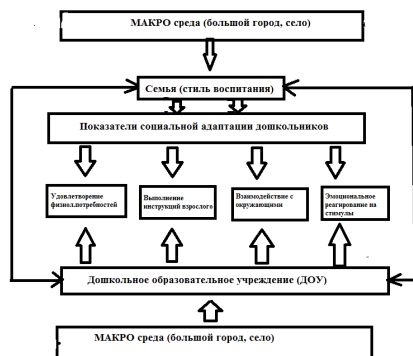 МАКРО среда (большой город, село)
Семья (стиль воспитания)
Показатели социальной адаптации дошкольников
Удовлетворение
физиол.потребностей
Выполнение
инструкций взрослого
Взаимодействие с
окружающими
Эмоциональное
реагирование на
стимулы
Дошкольное образовательное учреждение (ДОУ)
МАКРО среда (большой город, село)